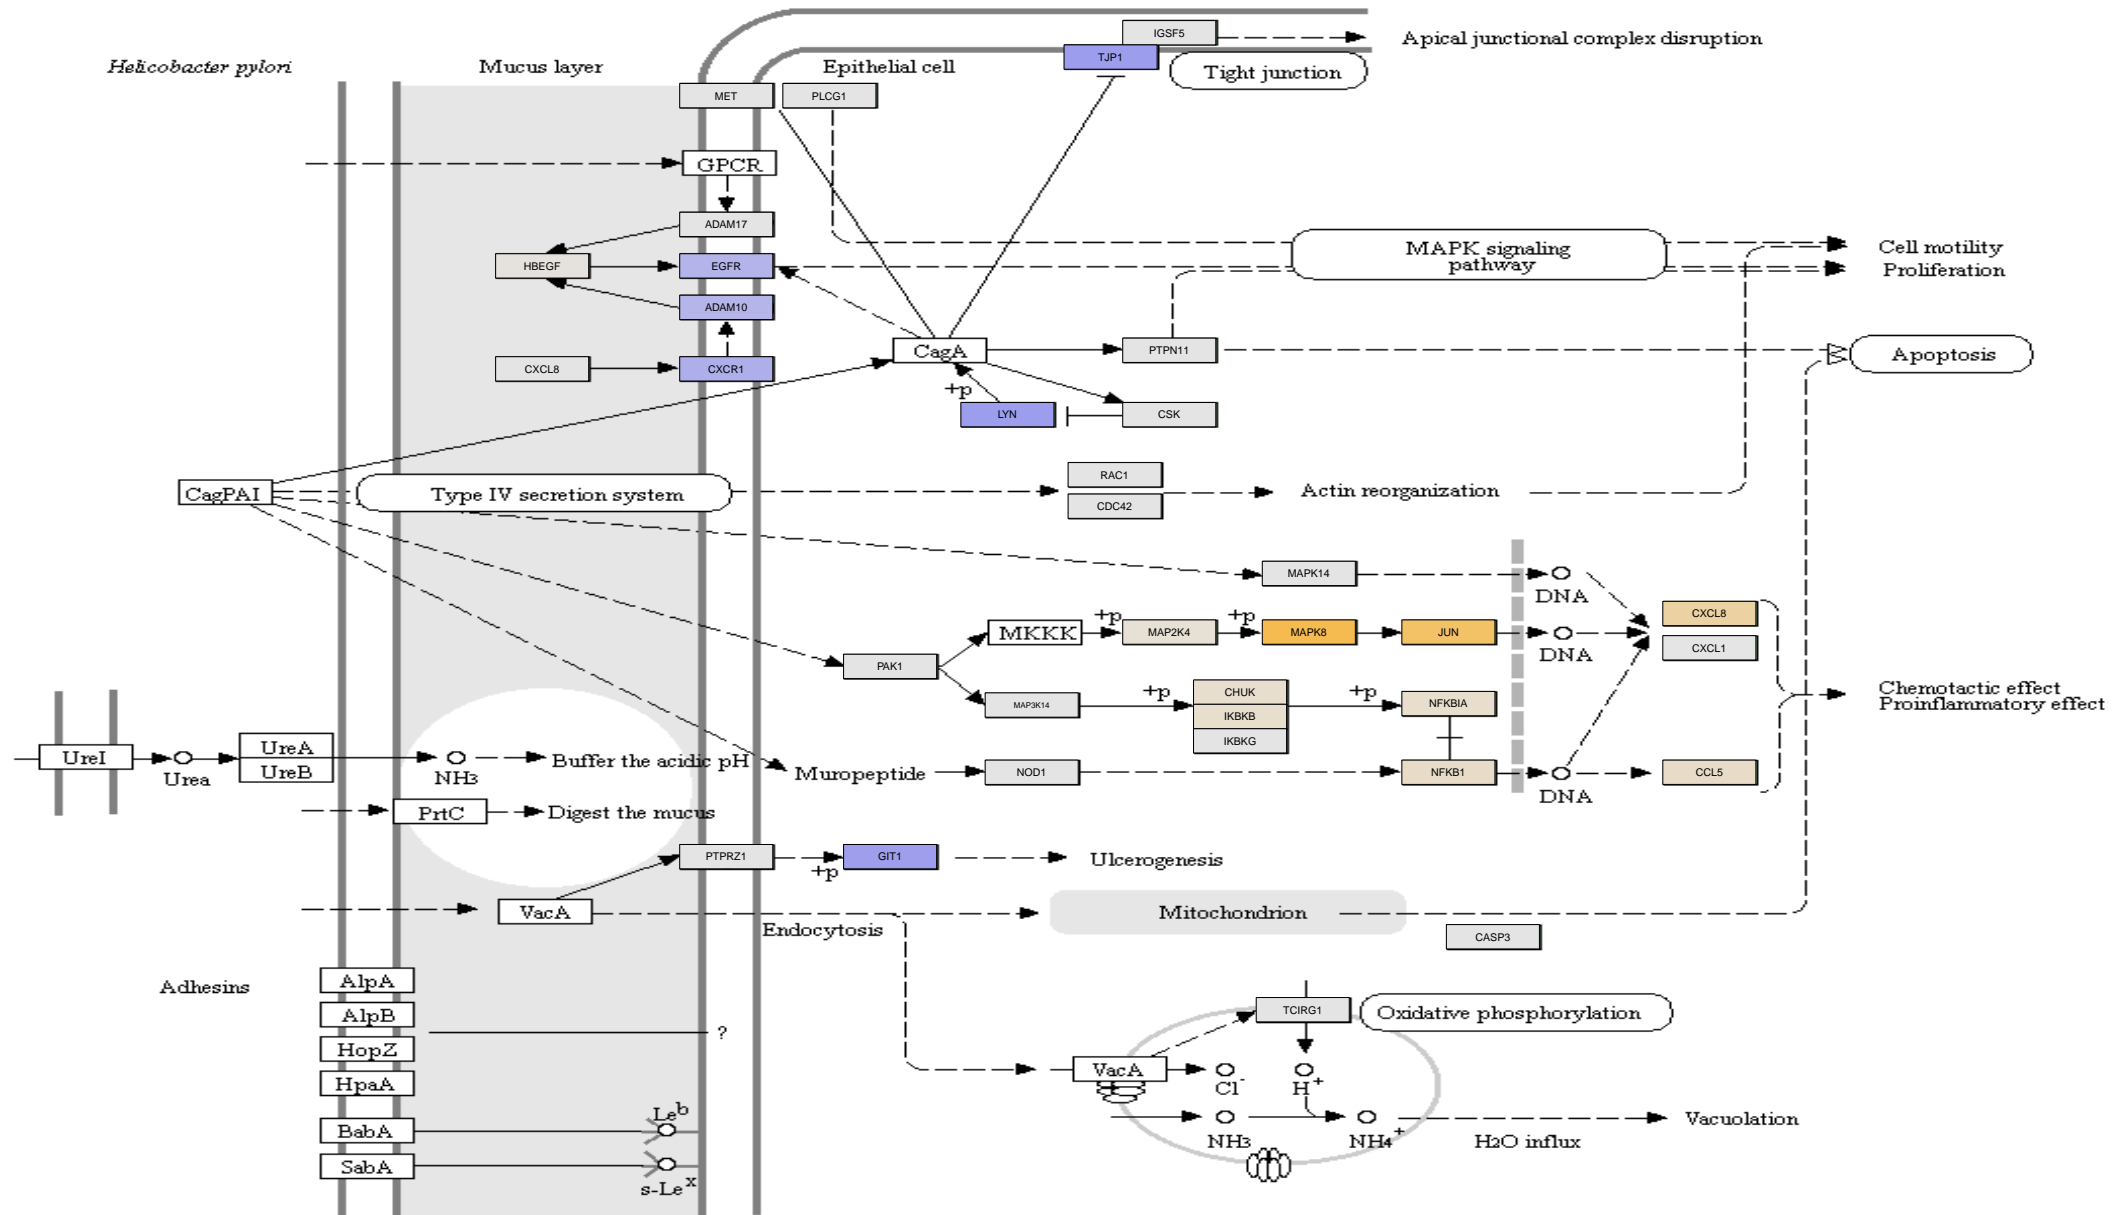 IGSF5
Apical junctional complex disruption
TJP1
Helicobacter pylori
Mucus layer
Epithelial cell
Tight junction
MET
PLCG1
GPCR
ADAM17
MAPK signaling
pathway
Cell motility
Proliferation
HBEGF
EGFR
ADAM10
CagA
PTPN11
Apoptosis
CXCL8
CXCR1
+p
LYN
CSK
CagPAI
Type IV secretion system
RAC1
CDC42
Actin reorganization
MAPK14
DNA
CXCL8
+p
+p
MKKK
MAP2K4
MAPK8
JUN
DNA
CXCL1
PAK1
MAP3K14
+p
CHUK
IKBKB
IKBKG
+p
NFKBIA
Chemotactic effect
Proinflammatory effect
UreI
Urea
UreA
UreB
NH3
Buffer the acidic pH
Muropeptide
NOD1
NFKB1
DNA
CCL5
PrtC
Digest the mucus
PTPRZ1
+p
GIT1
Ulcerogenesis
VacA
Endocytosis
Mitochondrion
CASP3
Adhesins
AlpA
AlpB
HopZ
HpaA
BabA
SabA
?
Leb
s-Lex
TCIRG1
Oxidative phosphorylation
VacA
Cl-
H+
NH3
NH4+
H2O influx
Vacuolation